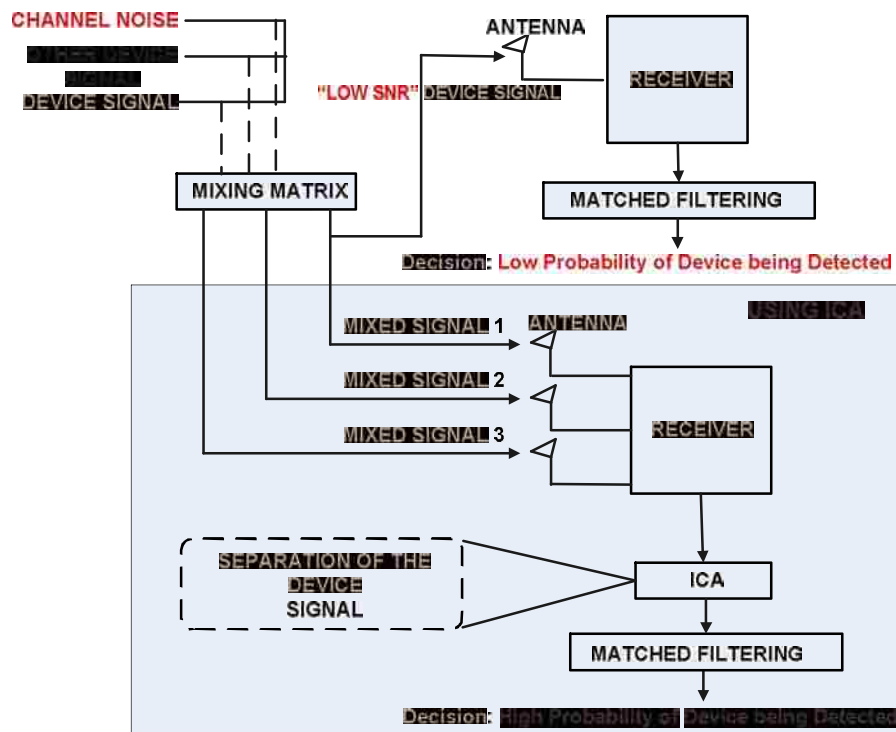 CHANNEL NOISE
OTHER DEVICE
SIGNAL
DEVICE SIGNAL
ANTENNA
"LOW SNR" DEVICE SIGNAL
RECEIVER
MIXING MATRIX
MATCHED FILTERING
Decision: Low Probability of Device being Detected
USING ICA
MIXED SIGNAL 1
ANTENNA
MIXED SIGNAL 2
MIXED SIGNAL 3
RECEIVER
SEPARATION OF THE
DEVICE
SIGNAL
ICA
MATCHED FILTERING
Decision: High Probability of Device being Detected